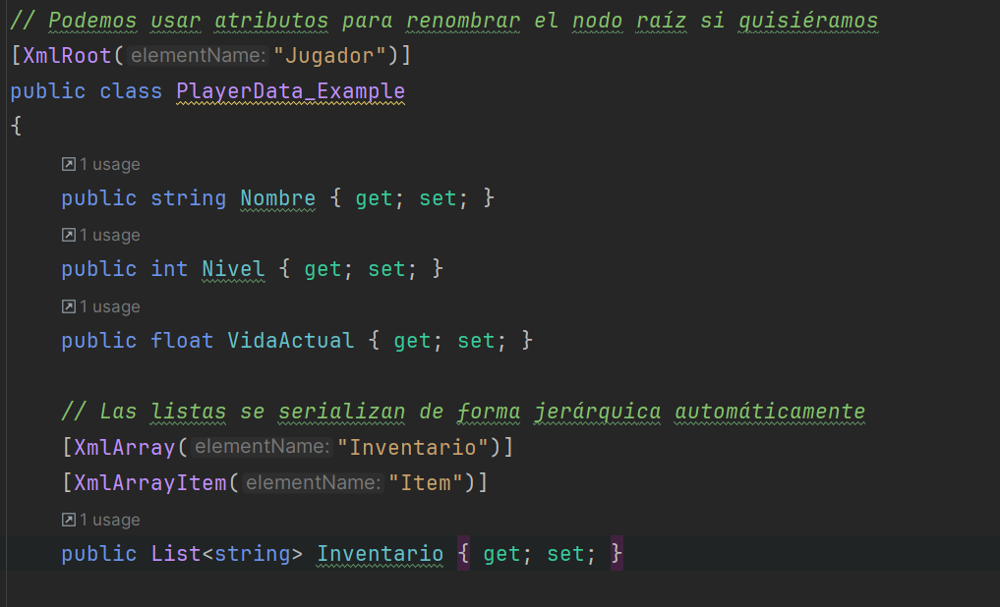 // Podemos usar atributos para renombrar el nodo raíz si quisiéramos
[XmlRoot( elementName: "Jugador")]
public class PlayerData_Example
{
1 usage
public string Nombre { get; set; }
1 usage
public int Nivel { get; set; }
1 usage
public float VidaActual { get; set; }
// Las listas se serializan de forma jerárquica automáticamente
[XmlArray( elementName: "Inventario")]
[XmlArrayItem( elementName: "Item")]
1 usage
public List<string> Inventario { get; set; }